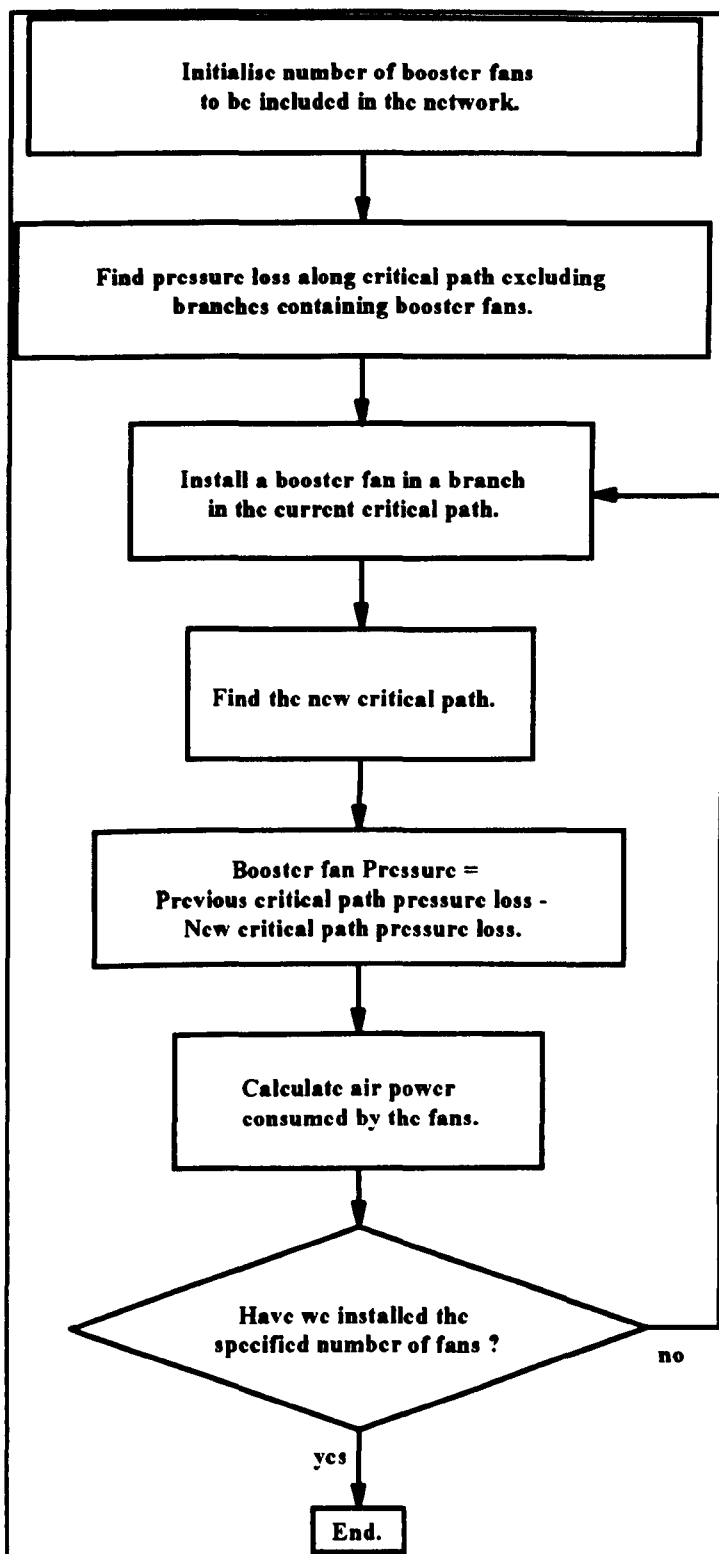 Initialise number of booster fans
to be included in the network.
Find pressure loss along critical path excluding
branches containing booster fans.
Install a booster fan in a branch
in the current critical path.
Find the new critical path.
Booster fan Pressure =
Previous critical path pressure loss -
New critical path pressure loss.
Calculate air power
consumed by the fans.
Have we installed the
specified number of fans ?
no
yes
End.